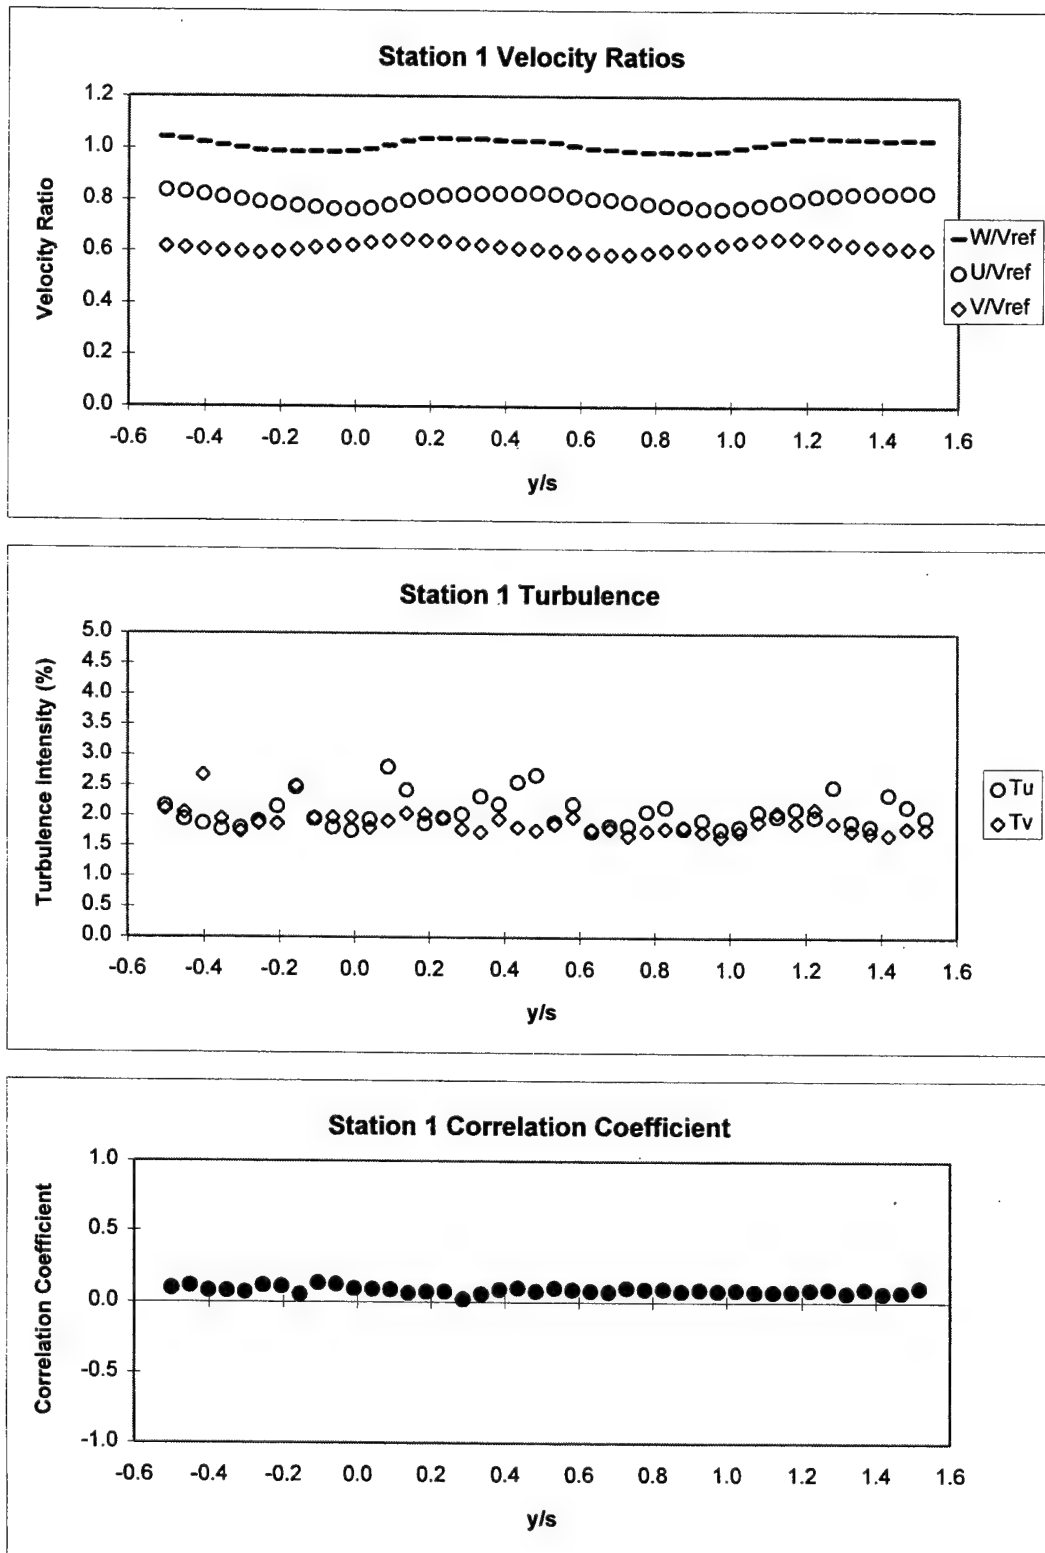 Station 1 Velocity Ratios
1.2
1.0
0.8
0.6
0.4
0.2
0.0
Velocity Ratio
-0.6 -0.4 -0.2 0.0 0.2 0.4 0.6 0.8 1.0 1.2 1.4 1.6
y/s
W/Vref
U/Vref
V/Vref
Station 1 Turbulence
5.0
4.5
4.0
3.5
3.0
2.5
2.0
1.5
1.0
0.5
0.0
Turbulence Intensity (%)
-0.6 -0.4 -0.2 0.0 0.2 0.4 0.6 0.8 1.0 1.2 1.4 1.6
y/s
Tu
Tv
Station 1 Correlation Coefficient
1.0
0.5
0.0
-0.5
-1.0
Correlation Coefficient
-0.6 -0.4 -0.2 0.0 0.2 0.4 0.6 0.8 1.0 1.2 1.4 1.6
y/s